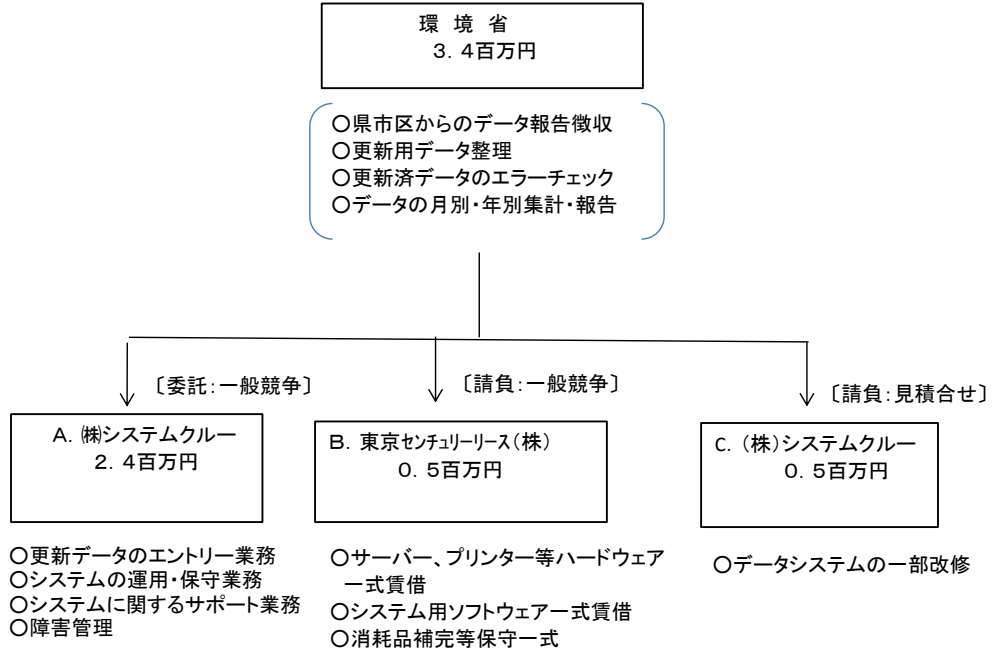 環 境 省
３．４百万円
○県市区からのデータ報告徴収
○更新用データ整理
○更新済データのエラーチェック
○データの月別・年別集計・報告
〔委託：一般競争〕
〔請負：一般競争〕
〔請負：見積合せ〕
Ａ．㈱システムクルー
２．４百万円
Ｂ．東京ｾﾝﾁｭﾘｰﾘｰｽ（株）
０．５百万円
C．（株）システムクルー
０．５百万円
○更新データのエントリー業務
○システムの運用・保守業務
○システムに関するサポート業務
○障害管理
○サーバー、プリンター等ハードウェア
一式賃借
○システム用ソフトウェア一式賃借
○消耗品補完等保守一式
○データシステムの一部改修